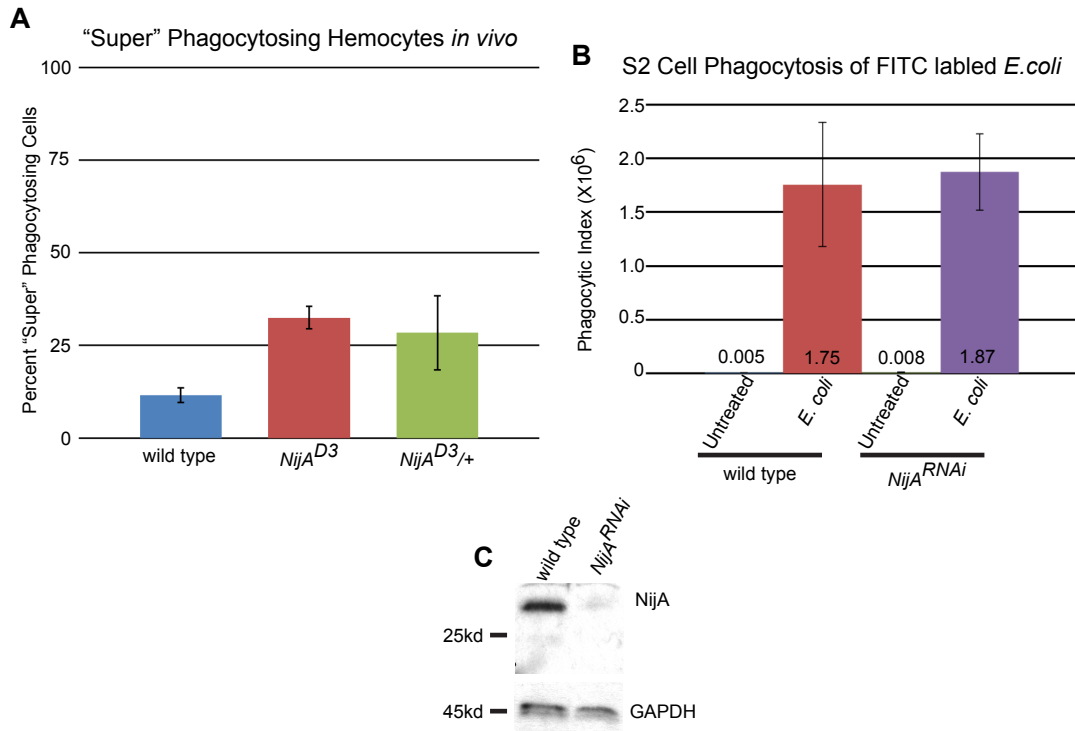 A
"Super" Phagocytosing Hemocytes in vivo
Percent "Super" Phagocytosing Cells
100
75
50
25
0
wild type
NijA^D3
NijA^D3/+
B
S2 Cell Phagocytosis of FITC labled E.coli
Phagocytic Index (X10^6)
2.5
2.0
1.5
1.0
0.5
0
0.005
1.75
0.008
1.87
Untreated
E. coli
Untreated
E. coli
wild type
NijA^RNAi
C
wild type
NijA^RNAi
NijA
25kd
45kd
GAPDH